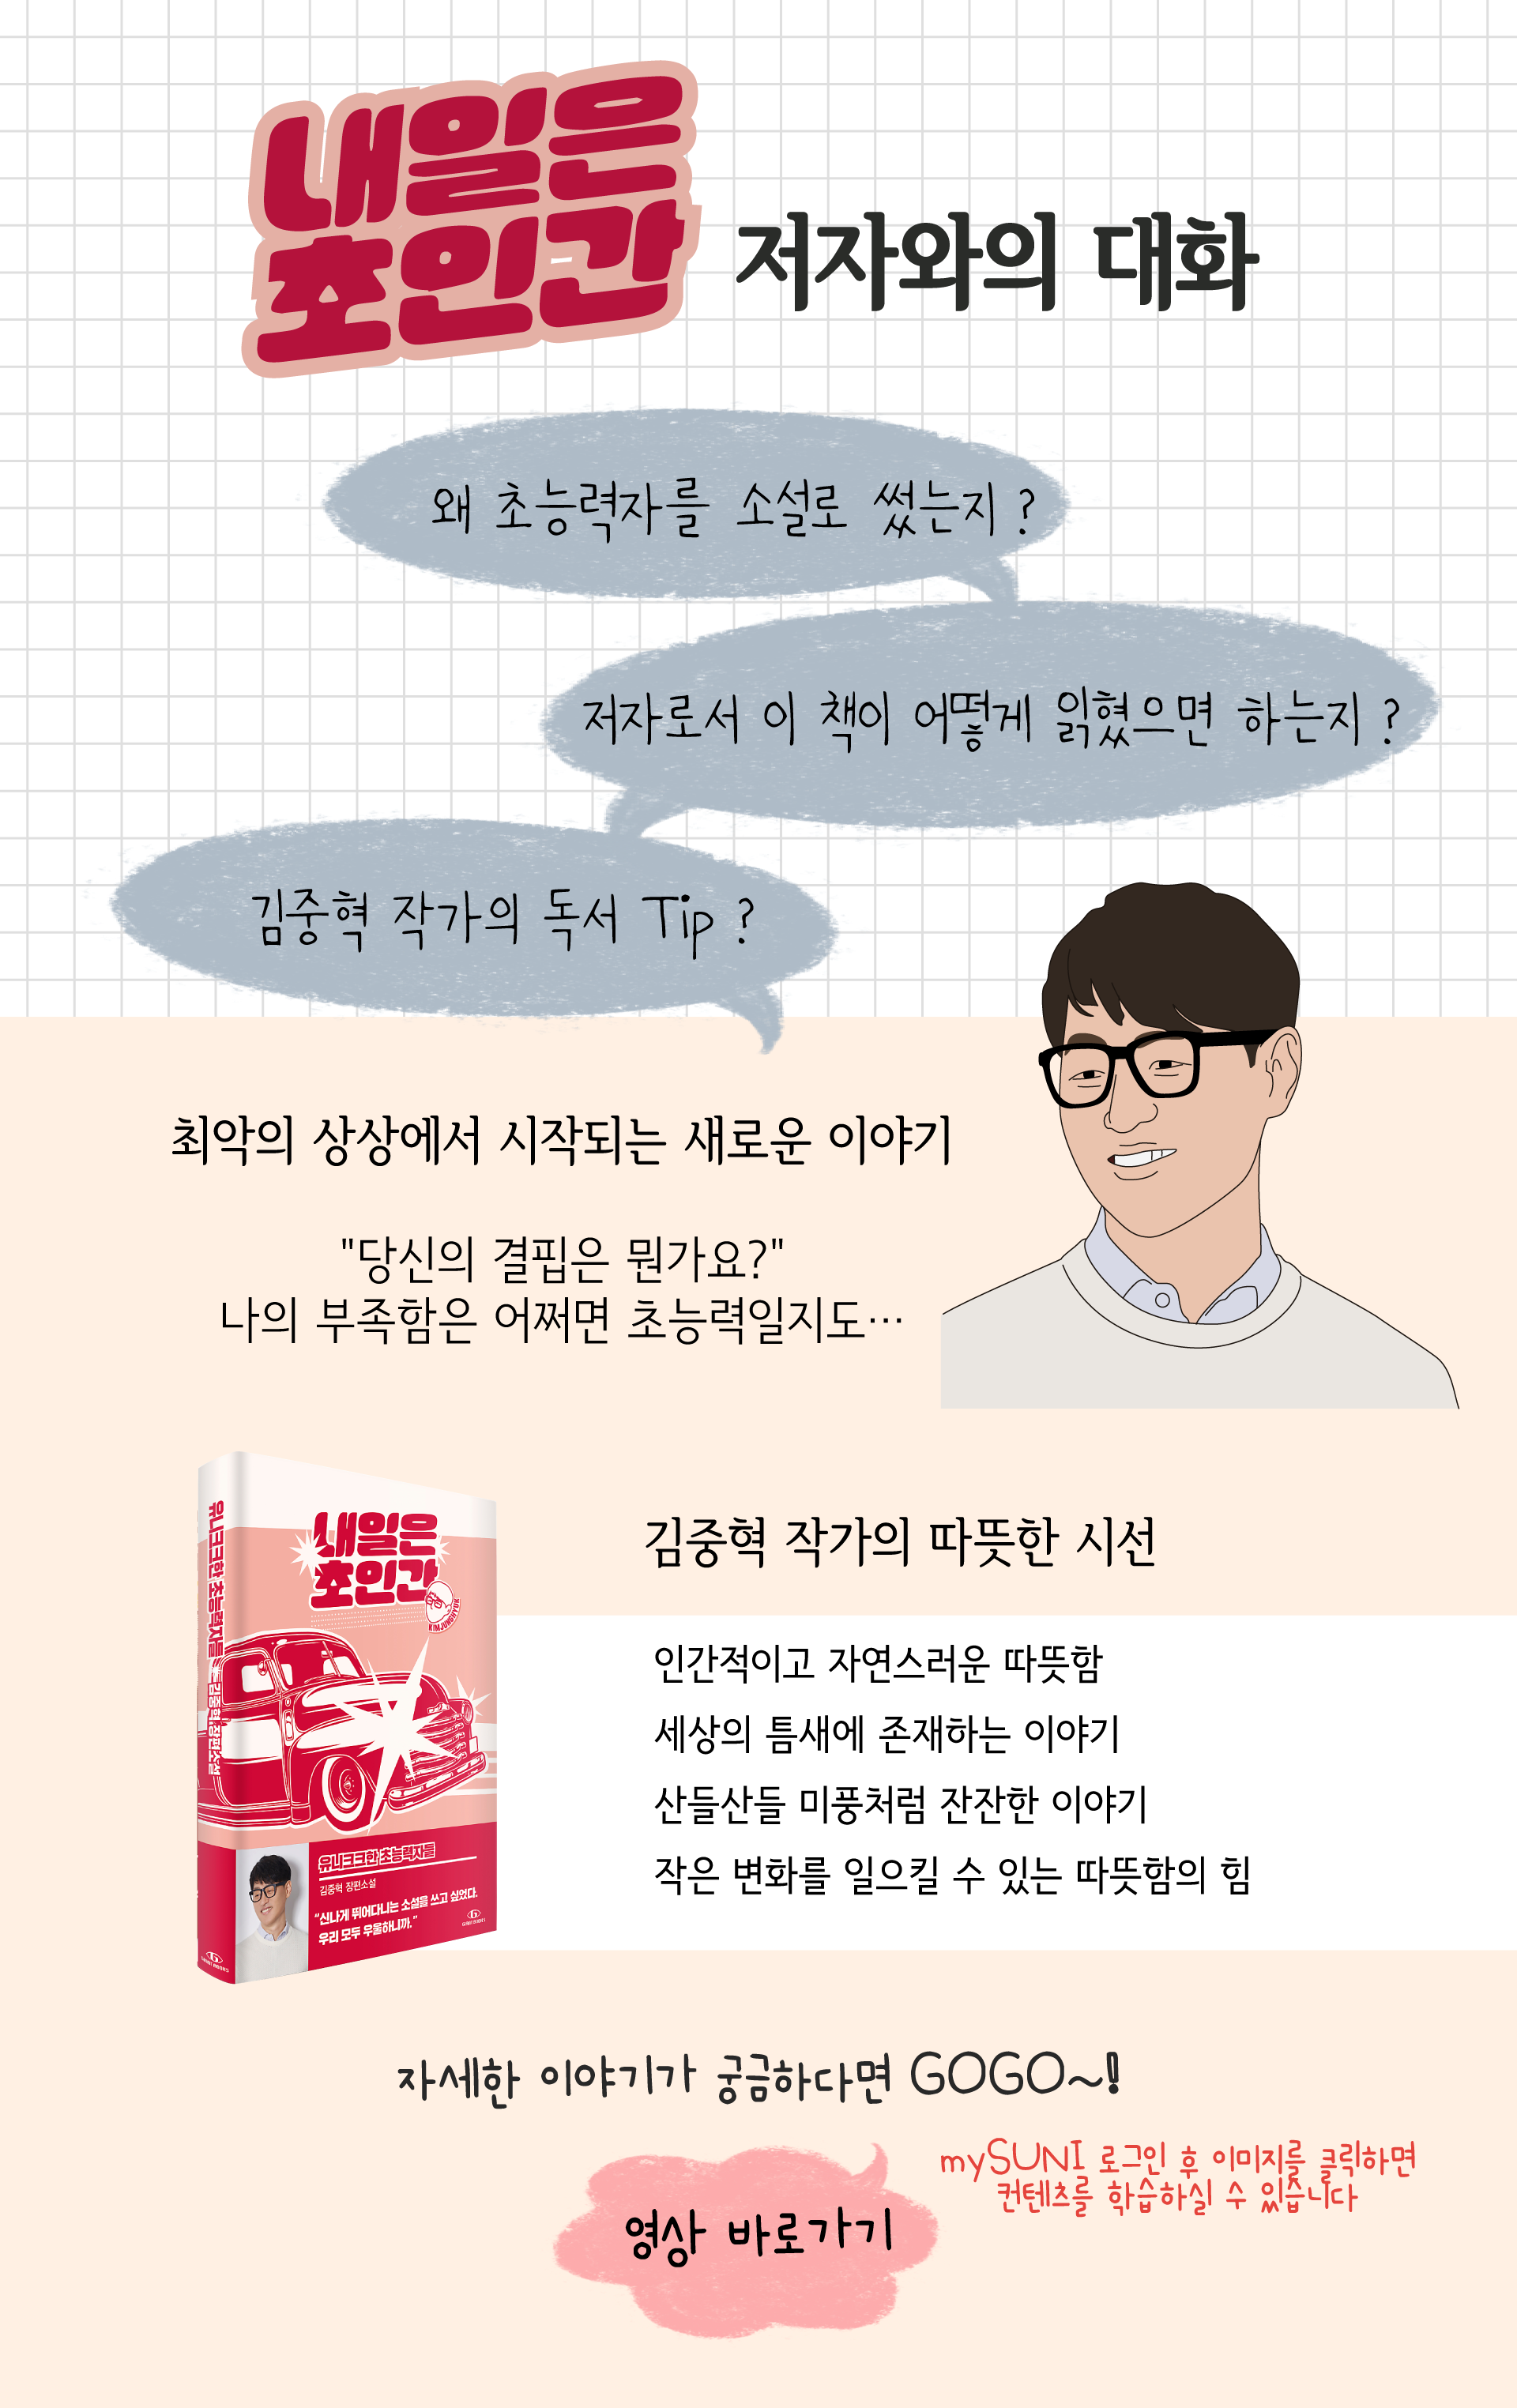 내일은
초인간
저자와의 대화
왜 초능력자를 소설로 썼는지 ?
저자로서 이 책이 어떻게 읽혔으면 하는지 ?
김중혁 작가의 독서 Tip ?
최악의 상상에서 시작되는 새로운 이야기
"당신의 결핍은 뭔가요?"
나의 부족함은 어쩌면 초능력일지도…
유니크크한 초능력자들 김중혁 장편소설
내일은
초인간
KIMJUNGHYUK
유니크크한 초능력자들
김중혁 장편소설
“신나게 뛰어다니는 소설을 쓰고 싶었다.
우리 모두 우울하니까.”
김중혁 작가의 따뜻한 시선
인간적이고 자연스러운 따뜻함
세상의 틈새에 존재하는 이야기
산들산들 미풍처럼 잔잔한 이야기
작은 변화를 일으킬 수 있는 따뜻함의 힘
자세한 이야기가 궁금하다면 GOGO~!
mySUNI 로그인 후 이미지를 클릭하면
컨텐츠를 학습하실 수 있습니다
영상 바로가기